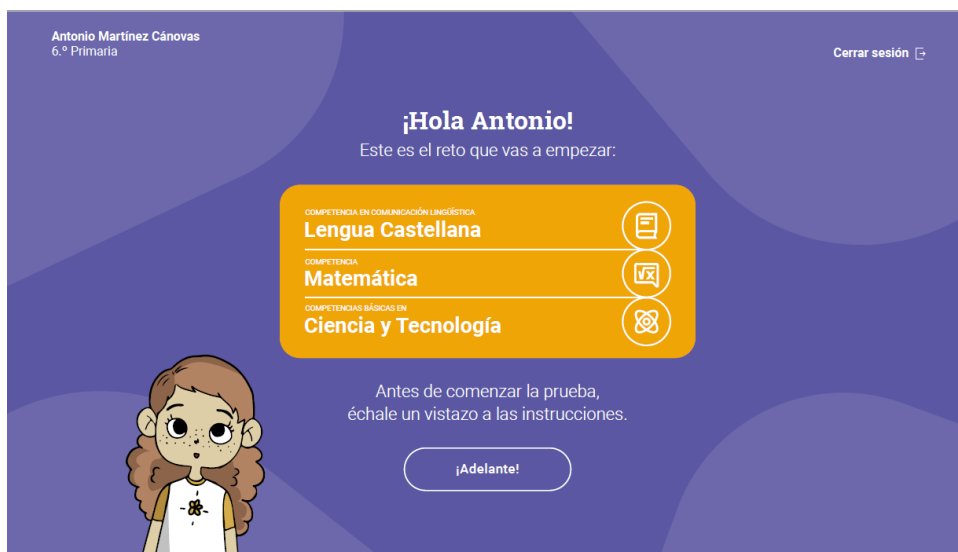 Antonio Martínez Cánovas
6.º Primaria
Cerrar sesión
¡Hola Antonio!
Este es el reto que vas a empezar:
COMPETENCIA EN COMUNICACIÓN LINGÜÍSTICA
Lengua Castellana
COMPETENCIA
Matemática
√x
COMPETENCIAS BÁSICAS EN
Ciencia y Tecnología
Antes de comenzar la prueba,
échale un vistazo a las instrucciones.
¡Adelante!